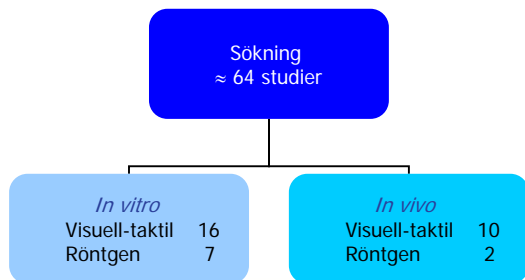 Sökning
≈ 64 studier
In vitro
Visuell-taktil 16
Röntgen 7
In vivo
Visuell-taktil 10
Röntgen 2